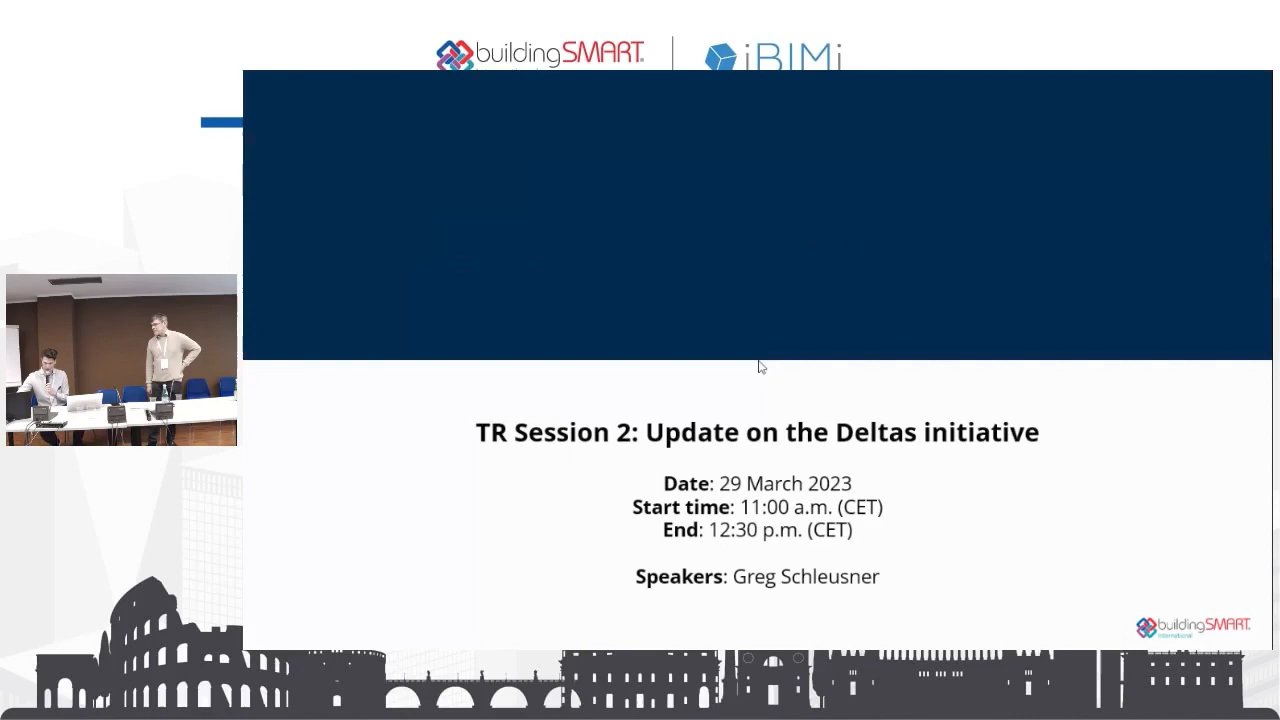 buildingSMART
iBIMi
TR Session 2: Update on the Deltas initiative
Date: 29 March 2023
Start time: 11:00 a.m. (CET)
End: 12:30 p.m. (CET)
Speakers: Greg Schleusner
buildingSMART
International